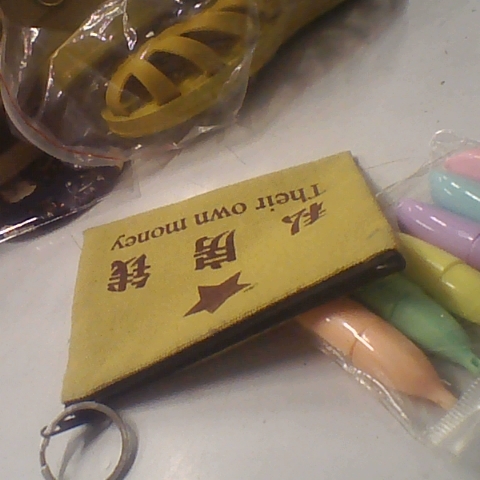 私房钱
Their own money